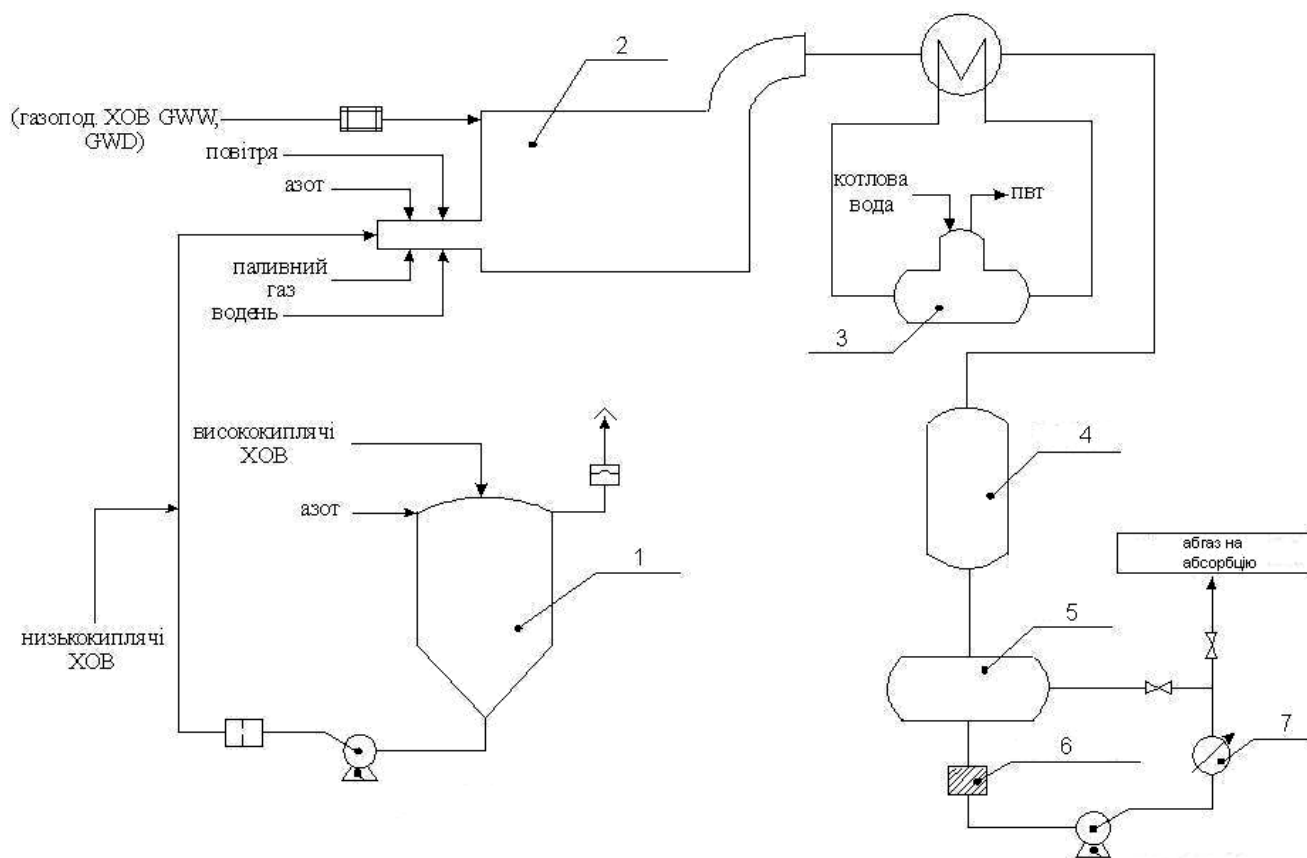 2
(газопод. ХОВ GWW,
GWD)
повітря
азот
котлова
вода
пвт
паливний
газ
водень
3
висококиплячі
ХОВ
4
азот
абгаз на
абсорбцію
1
низькокиплячі
ХОВ
5
6
7